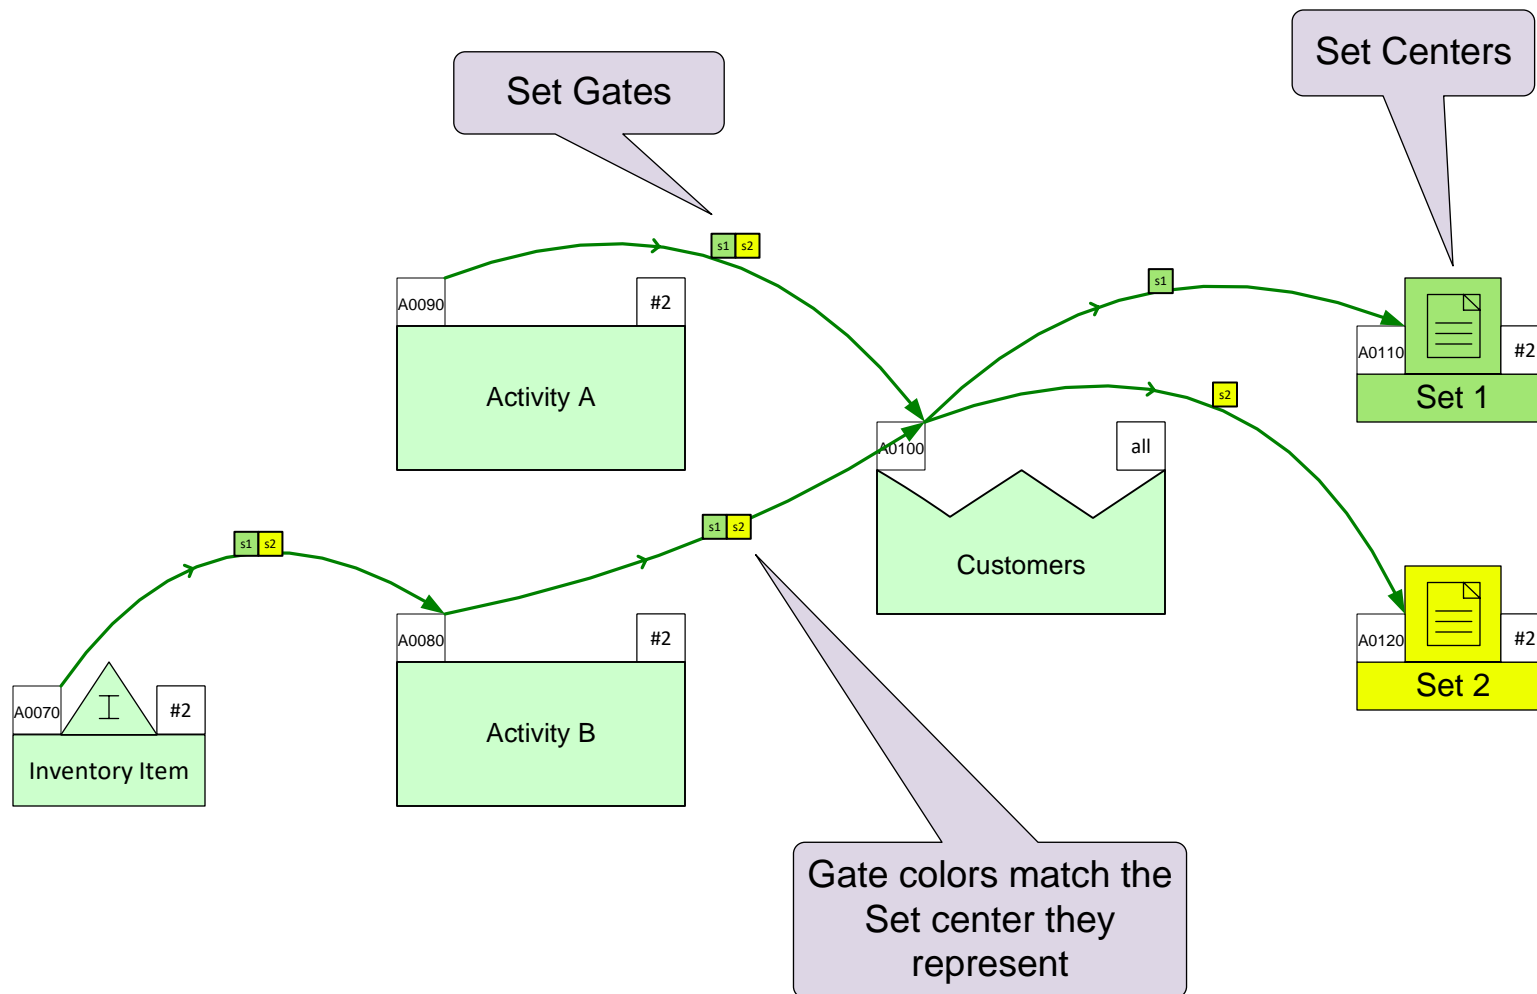 Set Gates
Set Centers
s1 s2
A0090
#2
Activity A
s1
A0110
#2
Set 1
s2
A0100
all
Customers
s1 s2
s1 s2
A0080
#2
Activity B
A0120
#2
Set 2
A0070
I
#2
Inventory Item
Gate colors match the
Set center they
represent